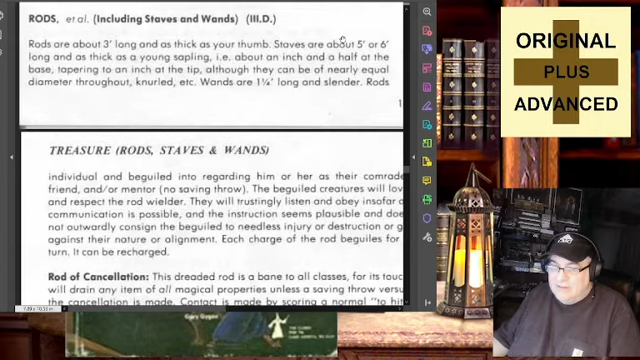 RODS, et al. (Including Staves and Wands) (III.D.)
Rods are about 3' long and as thick as your thumb. Staves are about 5' or 6'
long and as thick as a young sapling, i.e. about an inch and a half at the
base, tapering to an inch at the tip, although they can be of nearly equal
diameter throughout, knurled, etc. Wands are 1¼' long and slender. Rods
1
TREASURE (RODS, STAVES & WANDS)
individual and beguiled into regarding him or her as their comrade
friend, and/or mentor (no saving throw). The beguiled creatures will lov
and respect the rod wielder. They will trustingly listen and obey insofar a
communication is possible, and the instruction seems plausible and doe
not outwardly consign the beguiled to needless injury or destruction or g
against their nature or alignment. Each charge of the rod beguiles for
turn. It can be recharged.
Rod of Cancellation: This dreaded rod is a bane to all classes, for its touc
will drain any item of all magical properties unless a saving throw versu
the cancellation is made. Contact is made by scoring a normal "to hit
ORIGINAL
PLUS
ADVANCED
Gary Gygax